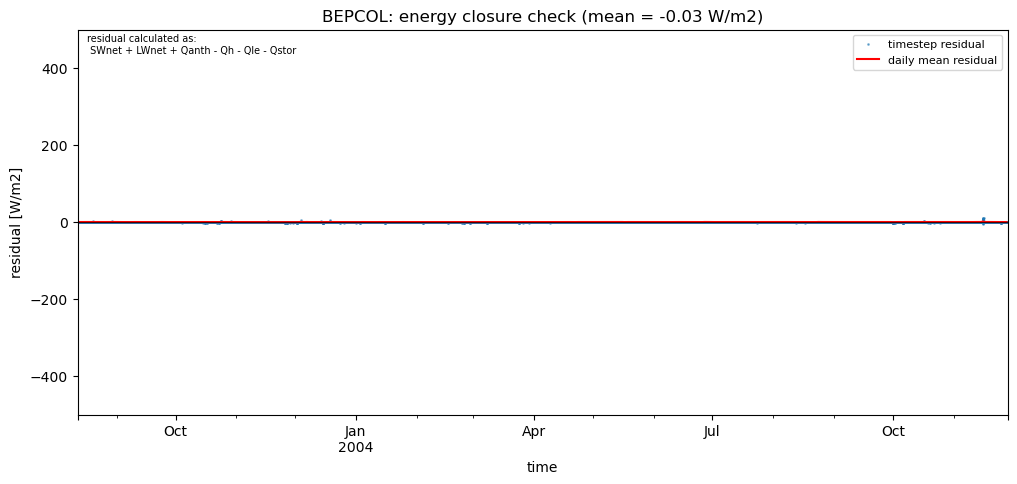 BEPCOL: energy closure check (mean = -0.03 W/m2)
residual calculated as:
SWnet + LWnet + Qanth - Qh - Qle - Qstor
timestep residual
daily mean residual
400
200
0
−200
−400
residual [W/m2]
Oct
Jan
2004
Apr
Jul
Oct
time